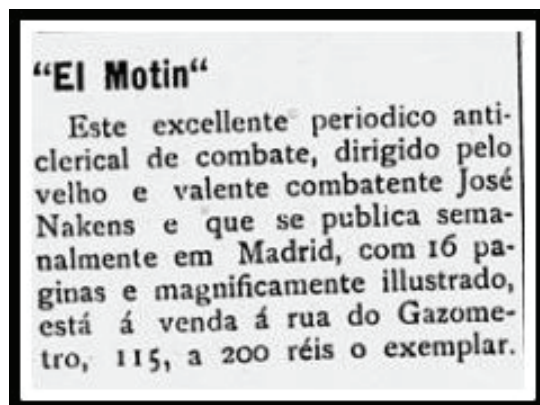 “El Motin“
Este excellente periodico anti-
clerical de combate, dirigido pelo
velho e valente combatente José
Nakens e que se publica sema-
nalmente em Madrid, com 16 pa-
ginas e magnificamente illustrado,
está á venda á rua do Gazome-
tro, 115, a 200 réis o exemplar.